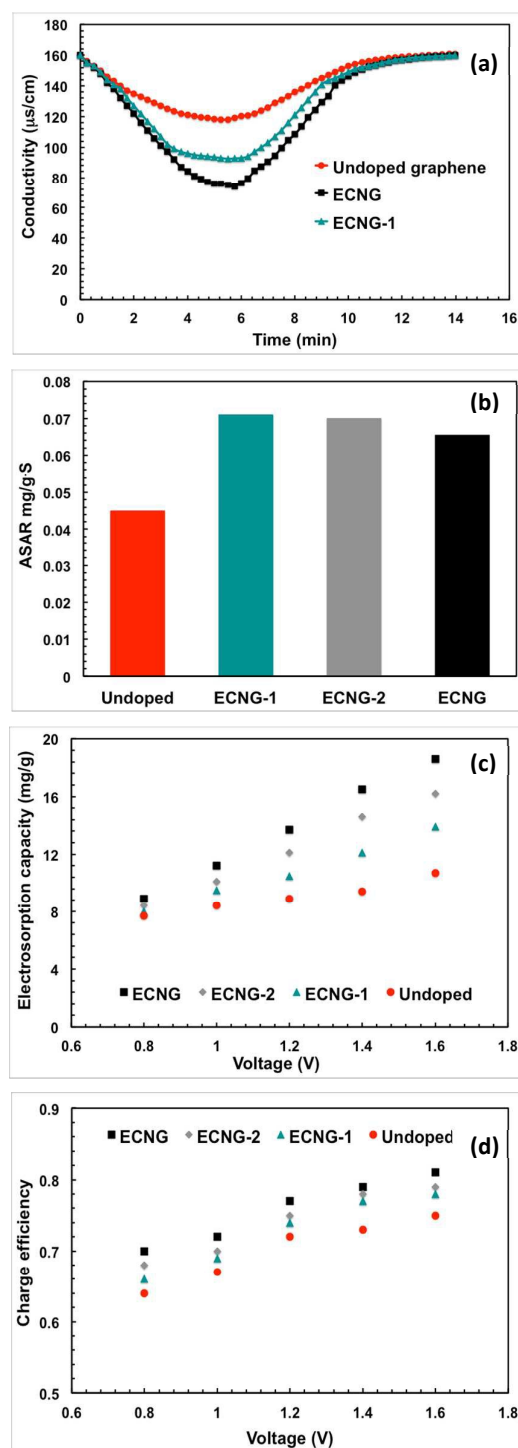 (a)
Conductivity (µs/cm)
180
160
140
120
100
80
60
40
20
0
Undoped graphene
ECNG
ECNG-1
0 2 4 6 8 10 12 14 16
Time (min)
(b)
ASAR mg/g·S
0.08
0.07
0.06
0.05
0.04
0.03
0.02
0.01
0
Undoped ECNG-1 ECNG-2 ECNG
(c)
Electrosorption capacity (mg/g)
20
16
12
8
4
0
ECNG ECNG-2 ECNG-1 Undoped
0.6 0.8 1 1.2 1.4 1.6 1.8
Voltage (V)
(d)
Charge efficiency
0.9
0.8
0.7
0.6
0.5
ECNG ECNG-2 ECNG-1 Undoped
0.6 0.8 1 1.2 1.4 1.6 1.8
Voltage (V)